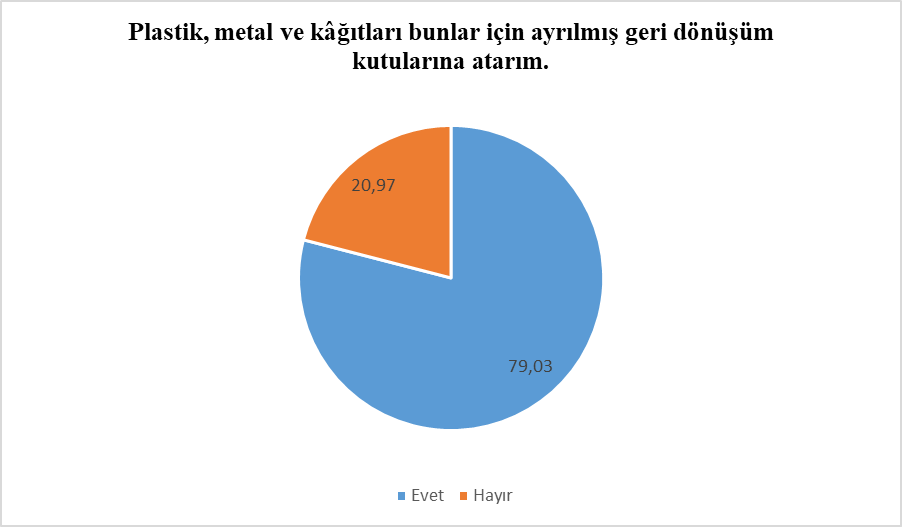 Plastik, metal ve kâğıtları bunlar için ayrılmış geri dönüşüm
kutularına atarım.
20,97
79,03
Evet Hayır